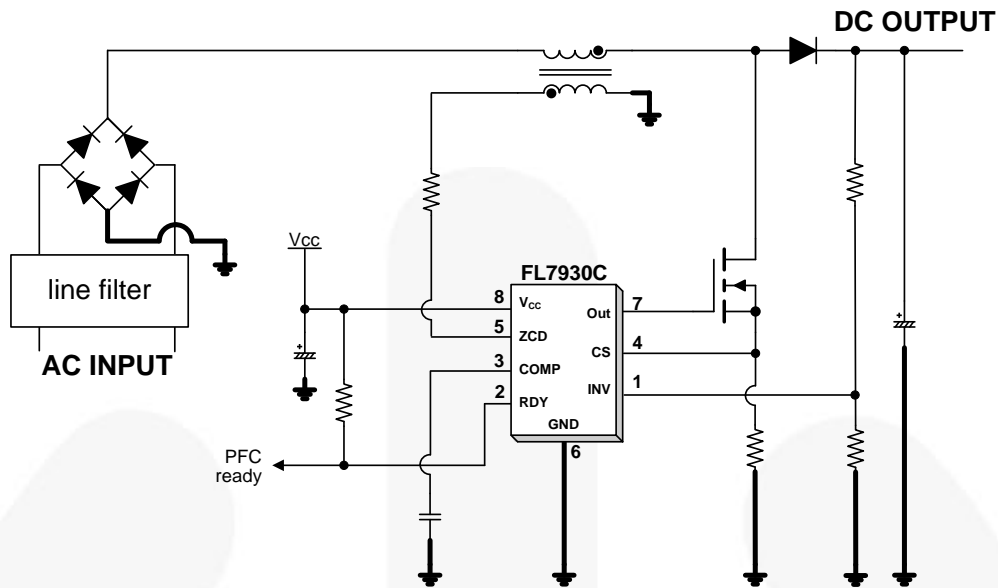 DC OUTPUT
line filter
AC INPUT
Vcc
FL7930C
8
VCC
5
ZCD
3
COMP
2
RDY
Out
7
CS
4
INV
1
GND
6
PFC
ready
+
+